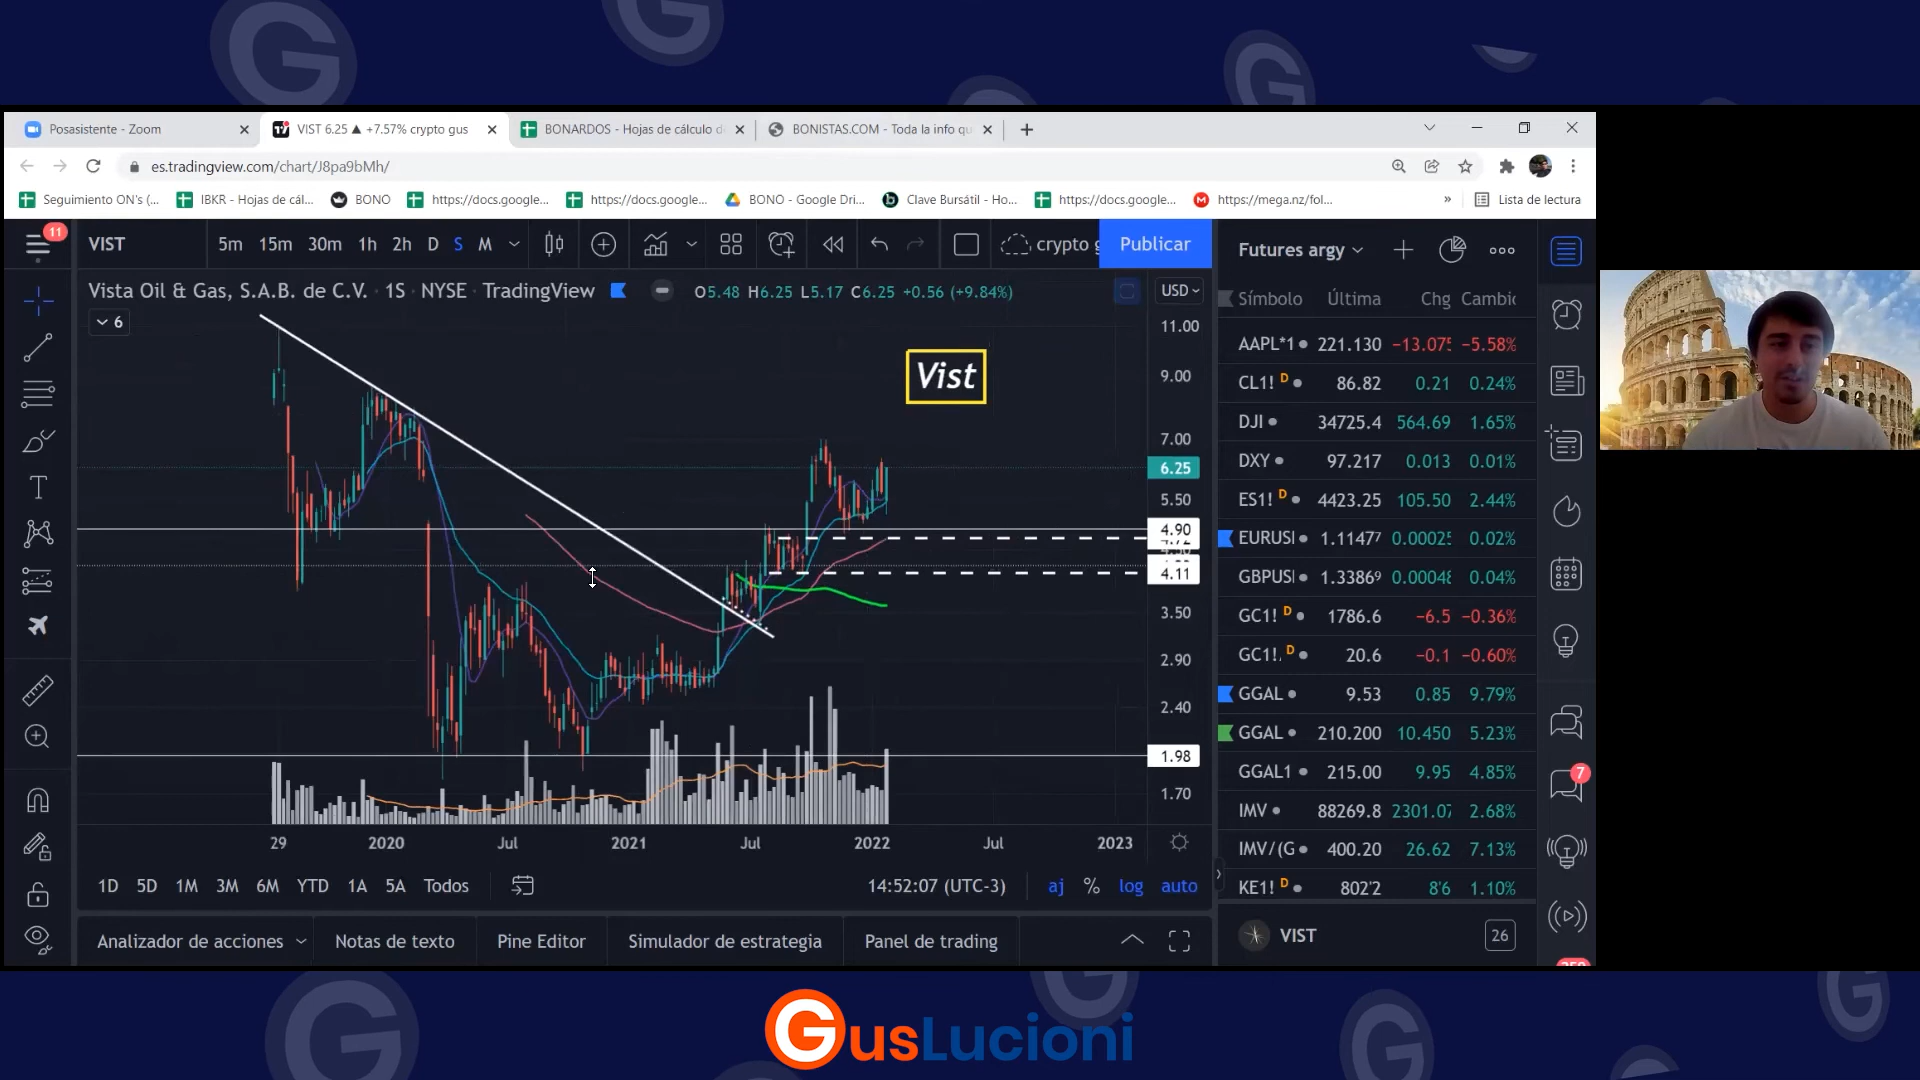 Posasistente - Zoom
VIST 6.25 ▲ +7.57% crypto gus
BONARDOS - Hojas de cálculo d
BONISTAS.COM - Toda la info qu
es.tradingview.com/chart/J8pa9bMh/
Seguimiento ON's (...
IBKR - Hojas de cál...
BONO
https://docs.google...
https://docs.google...
BONO - Google Dri...
Clave Bursátil - Ho...
https://docs.google...
https://mega.nz/fol...
»
Lista de lectura
11
VIST
5m 15m 30m 1h 2h D S M
crypto g
Publicar
Vista Oil & Gas, S.A.B. de C.V. · 1S · NYSE TradingView
O5.48 H6.25 L5.17 C6.25 +0.56 (+9.84%)
USD
6
Vist
11.00
9.00
7.00
6.25
5.50
4.90
4.11
3.50
2.90
2.40
1.98
1.70
29 2020 Jul 2021 Jul 2022 Jul 2023
1D 5D 1M 3M 6M YTD 1A 5A Todos
14:52:07 (UTC-3)
aj % log auto
Analizador de acciones
Notas de texto
Pine Editor
Simulador de estrategia
Panel de trading
Futures argy
Símbolo Última Chg Cambic
AAPL*1 221.130 −13.075 −5.58%
CL1! D 86.82 0.21 0.24%
DJI 34725.4 564.69 1.65%
DXY 97.217 0.013 0.01%
ES1! D 4423.25 105.50 2.44%
EURUSI 1.1147⁷ 0.00025 0.02%
GBPUSI 1.3386⁹ 0.00048 0.04%
GC1! D 1786.6 −6.5 −0.36%
GC1!. D 20.6 −0.1 −0.60%
GGAL 9.53 0.85 9.79%
GGAL 210.200 10.450 5.23%
GGAL1 215.00 9.95 4.85%
IMV 88269.8 2301.07 2.68%
IMV/(G 400.20 26.62 7.13%
KE1! D 802'2 8'6 1.10%
VIST
26
7
GusLucioni